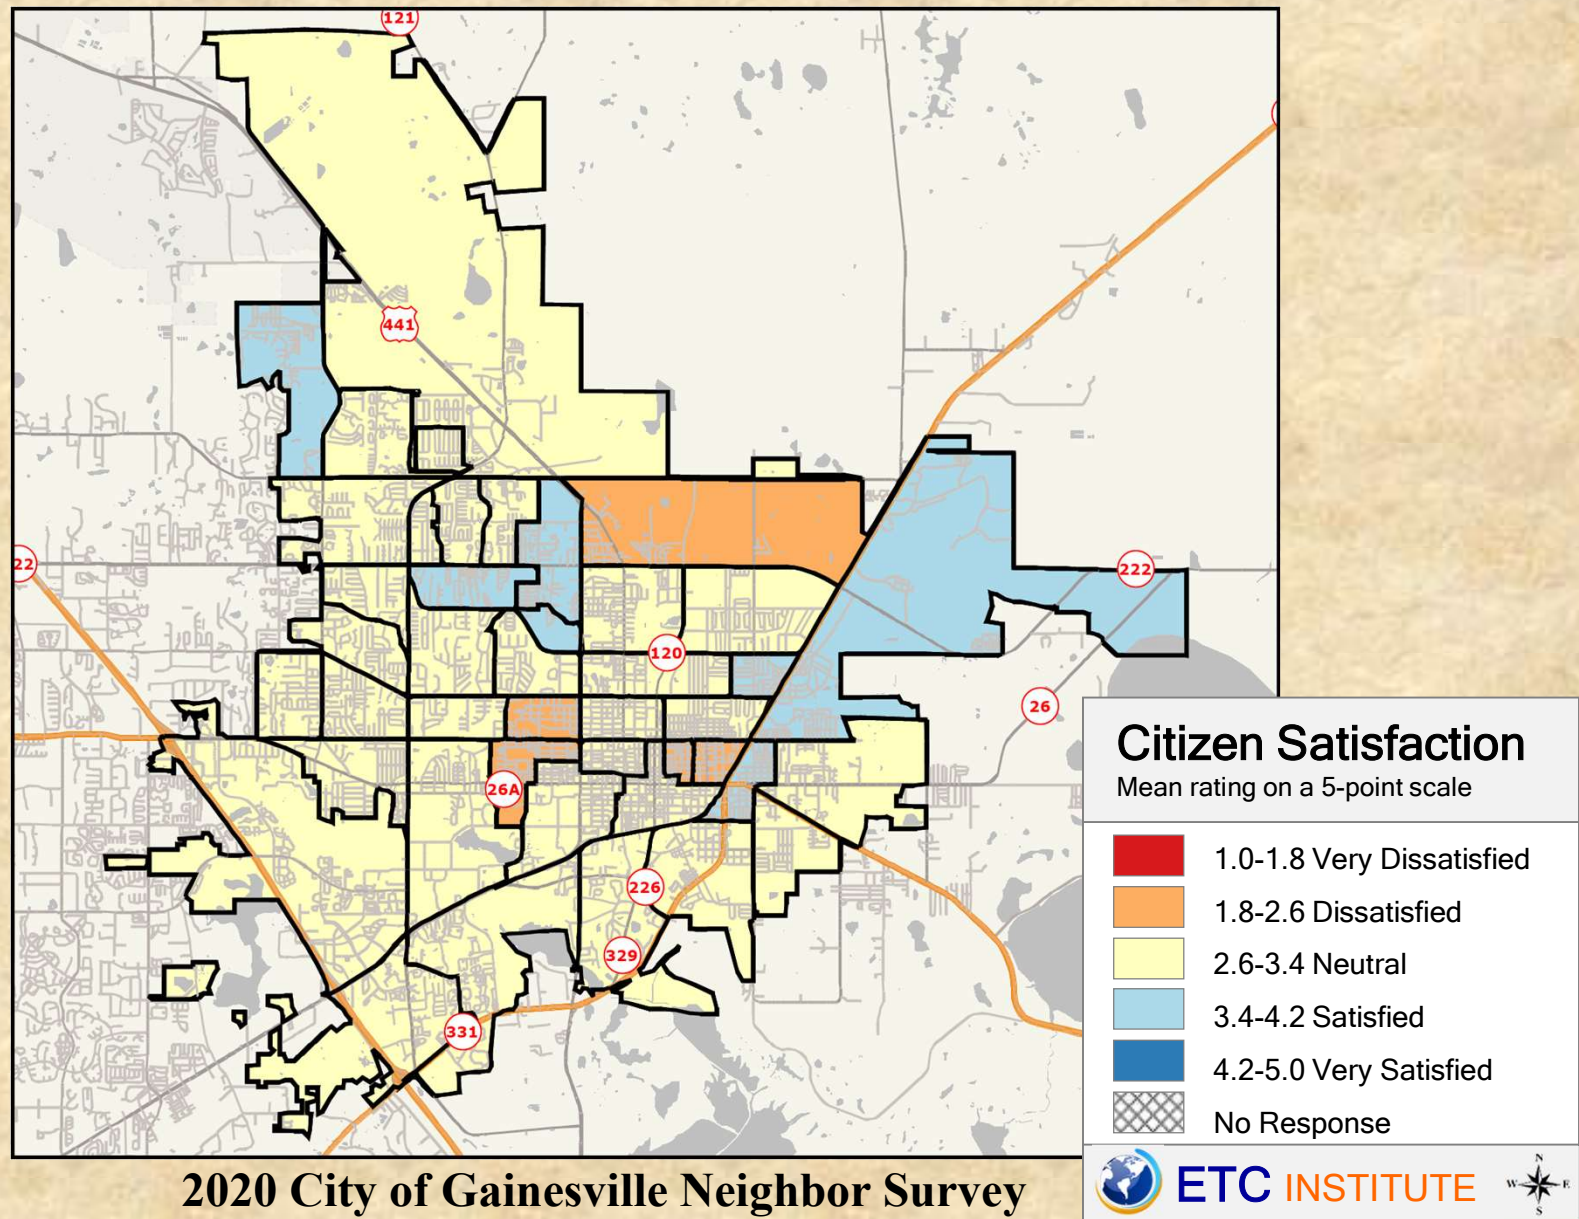 121
441
22
222
120
26
26A
226
329
331
Citizen Satisfaction
Mean rating on a 5-point scale
1.0-1.8 Very Dissatisfied
1.8-2.6 Dissatisfied
2.6-3.4 Neutral
3.4-4.2 Satisfied
4.2-5.0 Very Satisfied
No Response
2020 City of Gainesville Neighbor Survey
ETC INSTITUTE
N
W E
S